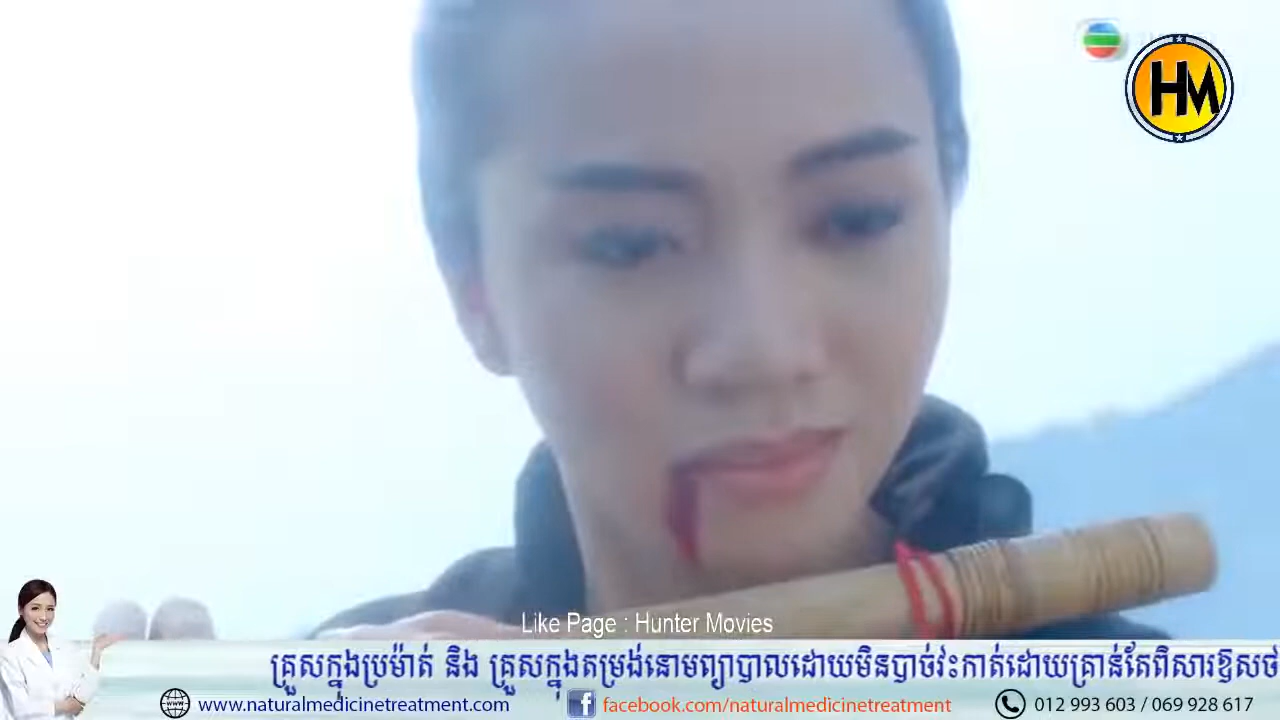 HM
Like Page : Hunter Movies
គ្រួសក្នុងប្រម៉ាត់ និង គ្រួសក្នុងតម្រង់នោមព្យាបាលដោយមិនបាច់វះកាត់ដោយគ្រាន់តែពិសារឱសថ
www.naturalmedicinetreatment.com
facebook.com/naturalmedicinetreatment
012 993 603 / 069 928 617